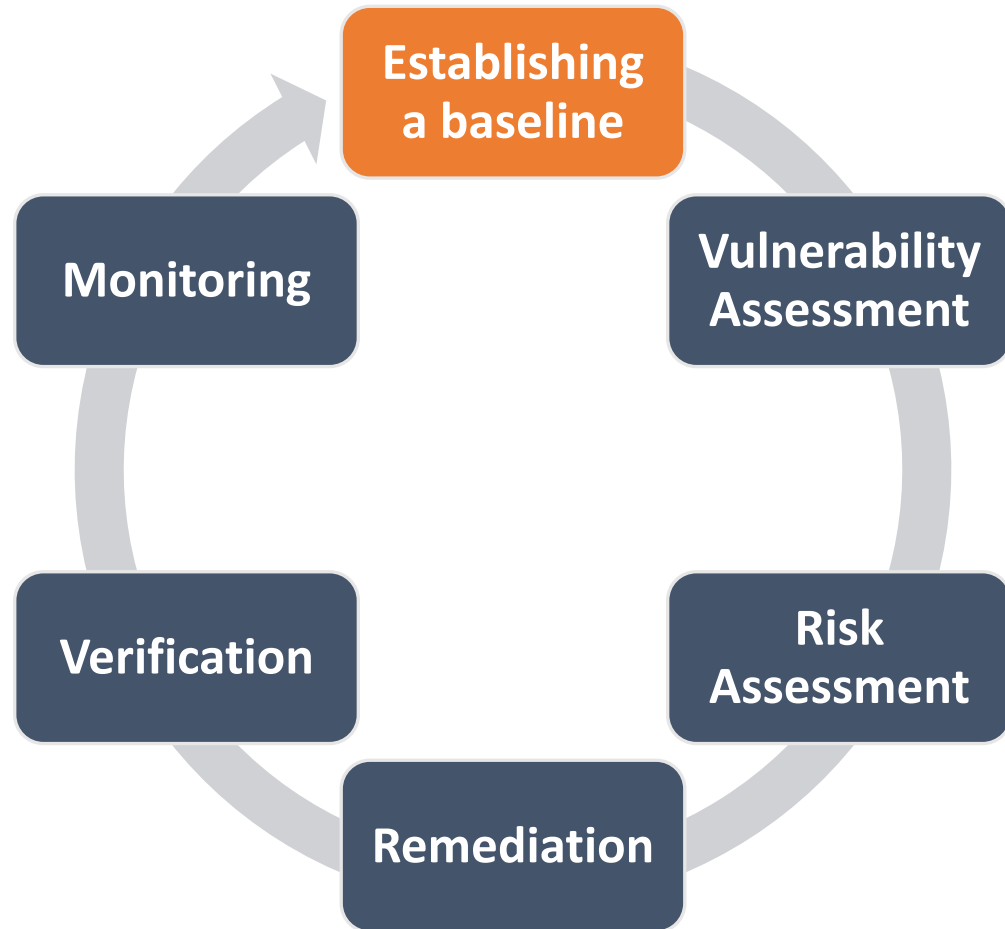 Establishing
a baseline
Vulnerability
Assessment
Risk
Assessment
Remediation
Verification
Monitoring